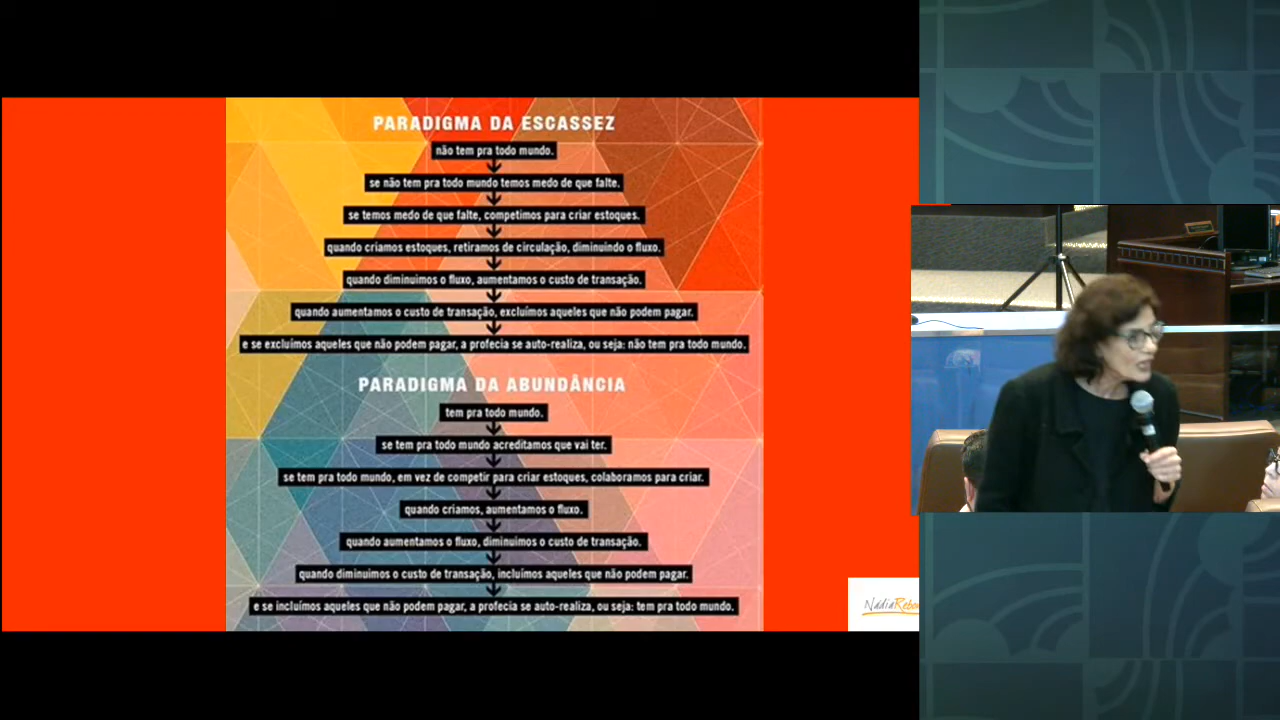 PARADIGMA DA ESCASSEZ
não tem pra todo mundo.
se não tem pra todo mundo temos medo de que falte.
se temos medo de que falte, competimos para criar estoques.
quando criamos estoques, retiramos de circulação, diminuindo o fluxo.
quando diminuimos o fluxo, aumentamos o custo de transação.
quando aumentamos o custo de transação, excluímos aqueles que não podem pagar.
e se excluímos aqueles que não podem pagar, a profecia se auto-realiza, ou seja: não tem pra todo mundo.
PARADIGMA DA ABUNDÂNCIA
tem pra todo mundo.
se tem pra todo mundo acreditamos que vai ter.
se tem pra todo mundo, em vez de competir para criar estoques, colaboramos para criar.
quando criamos, aumentamos o fluxo.
quando aumentamos o fluxo, diminuimos o custo de transação.
quando diminuimos o custo de transação, incluímos aqueles que não podem pagar.
e se incluímos aqueles que não podem pagar, a profecia se auto-realiza, ou seja: tem pra todo mundo.
Nádia